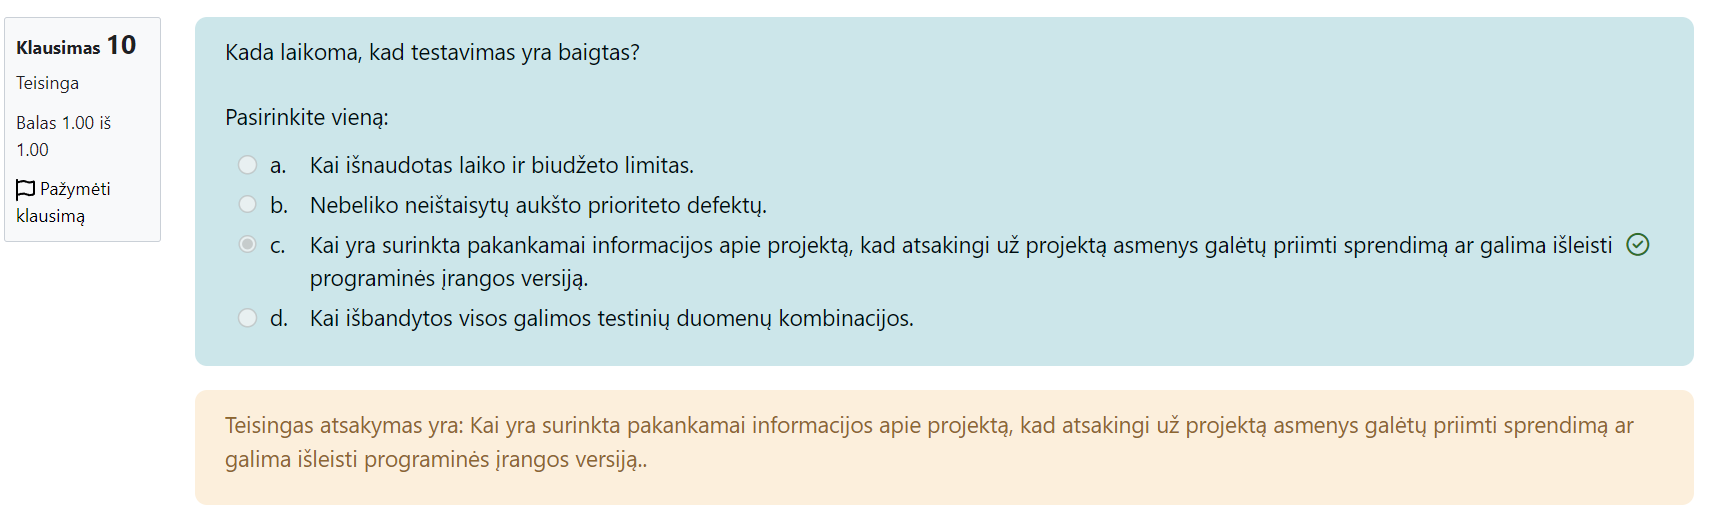 Klausimas 10
Teisinga
Balas 1.00 iš
1.00
Pažymėti
klausimą
Kada laikoma, kad testavimas yra baigtas?
Pasirinkite vieną:
a. Kai išnaudotas laiko ir biudžeto limitas.
b. Nebeliko neištaisytų aukšto prioriteto defektų.
c. Kai yra surinkta pakankamai informacijos apie projektą, kad atsakingi už projektą asmenys galėtų priimti sprendimą ar galima išleisti
programinės įrangos versiją.
d. Kai išbandytos visos galimos testinių duomenų kombinacijos.
Teisingas atsakymas yra: Kai yra surinkta pakankamai informacijos apie projektą, kad atsakingi už projektą asmenys galėtų priimti sprendimą ar
galima išleisti programinės įrangos versiją..